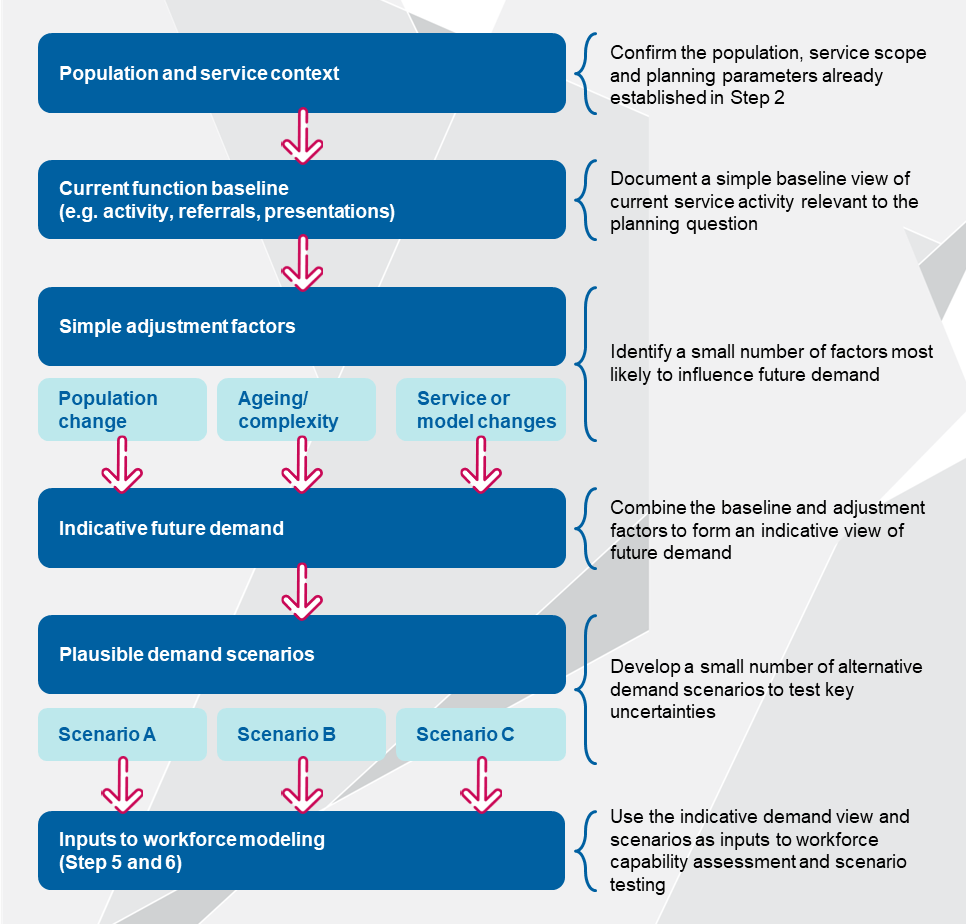 Population and service context
Confirm the population, service scope
and planning parameters already
established in Step 2
Current function baseline
(e.g. activity, referrals, presentations)
Document a simple baseline view of
current service activity relevant to the
planning question
Simple adjustment factors
Identify a small number of factors most
likely to influence future demand
Population
change
Ageing/
complexity
Service or
model changes
Indicative future demand
Combine the baseline and adjustment
factors to form an indicative view of
future demand
Plausible demand scenarios
Develop a small number of alternative
demand scenarios to test key
uncertainties
Scenario A
Scenario B
Scenario C
Inputs to workforce modeling
(Step 5 and 6)
Use the indicative demand view and
scenarios as inputs to workforce
capability assessment and scenario
testing